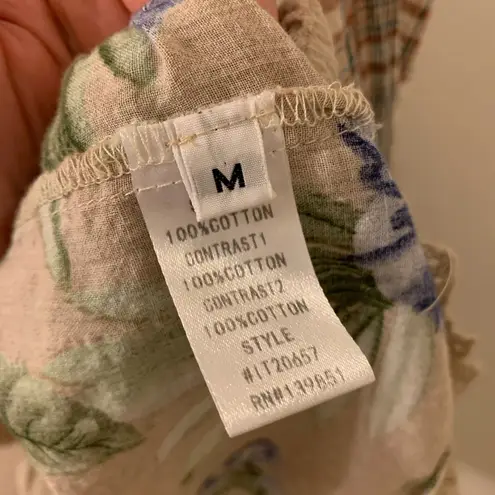 M
100%COTTON
CONTRAST1
100%COTTON
CONTRAST2
100%COTTON
STYLE
#IT20657
RN#139851